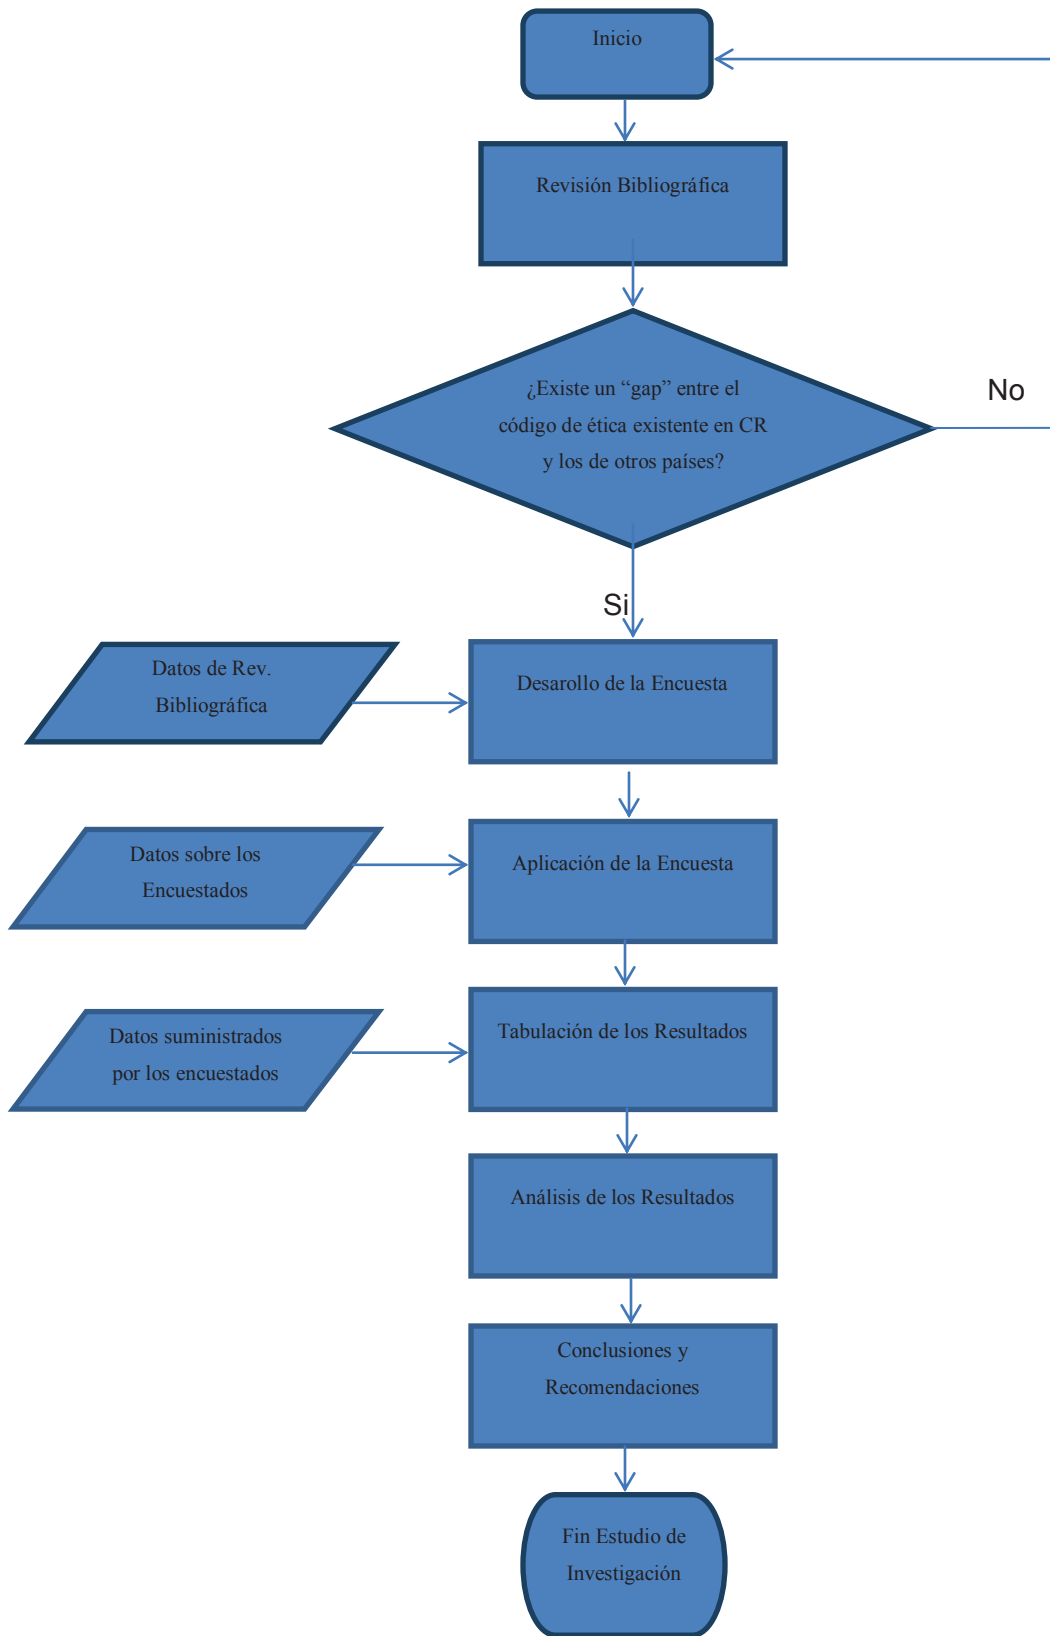 Inicio
Revisión Bibliográfica
¿Existe un “gap” entre el
código de ética existente en CR
y los de otros países?
No
Si
Datos de Rev.
Bibliográfica
Desarollo de la Encuesta
Datos sobre los
Encuestados
Aplicación de la Encuesta
Datos suministrados
por los encuestados
Tabulación de los Resultados
Análisis de los Resultados
Conclusiones y
Recomendaciones
Fin Estudio de
Investigación